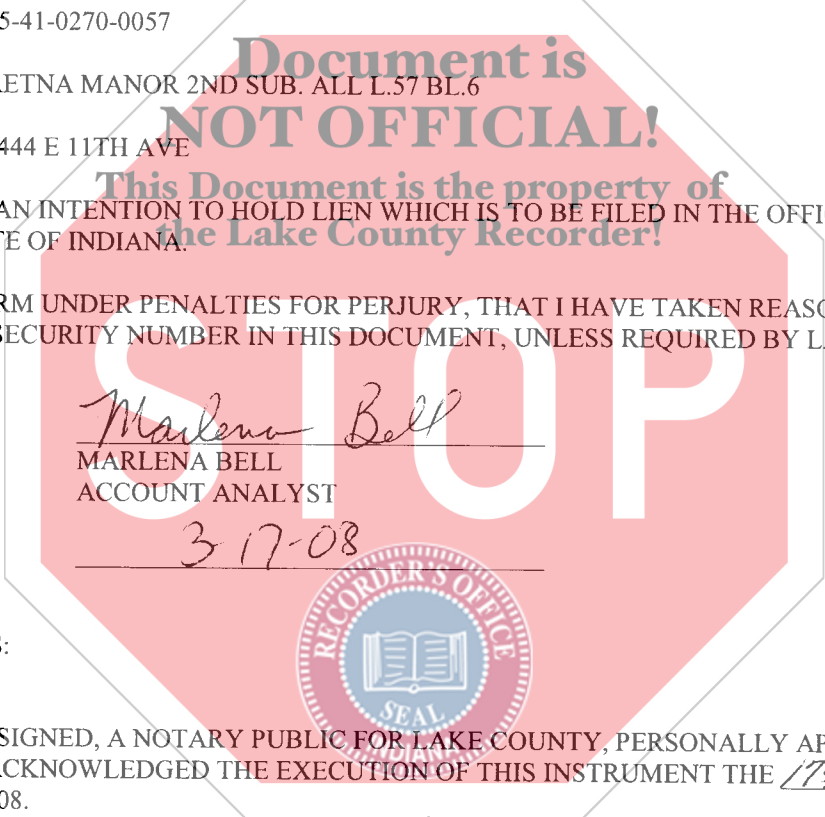 5-41-0270-0057
Document is
ETNA MANOR 2ND SUB. ALL L.57 BL.6
NOT OFFICIAL!
444 E 11TH AVE
This Document is the property of
AN INTENTION TO HOLD LIEN WHICH IS TO BE FILED IN THE OFFI
the Lake County Recorder!
TE OF INDIANA.
RM UNDER PENALTIES FOR PERJURY, THAT I HAVE TAKEN REASO
SECURITY NUMBER IN THIS DOCUMENT, UNLESS REQUIRED BY L
STOP
Marlena Bell
MARLENA BELL
ACCOUNT ANALYST
3-17-08
RECORDER'S OFFICE
SEAL
INDIANA
S:
SIGNED, A NOTARY PUBLIC FOR LAKE COUNTY, PERSONALLY AP
ACKNOWLEDGED THE EXECUTION OF THIS INSTRUMENT THE 17
08.